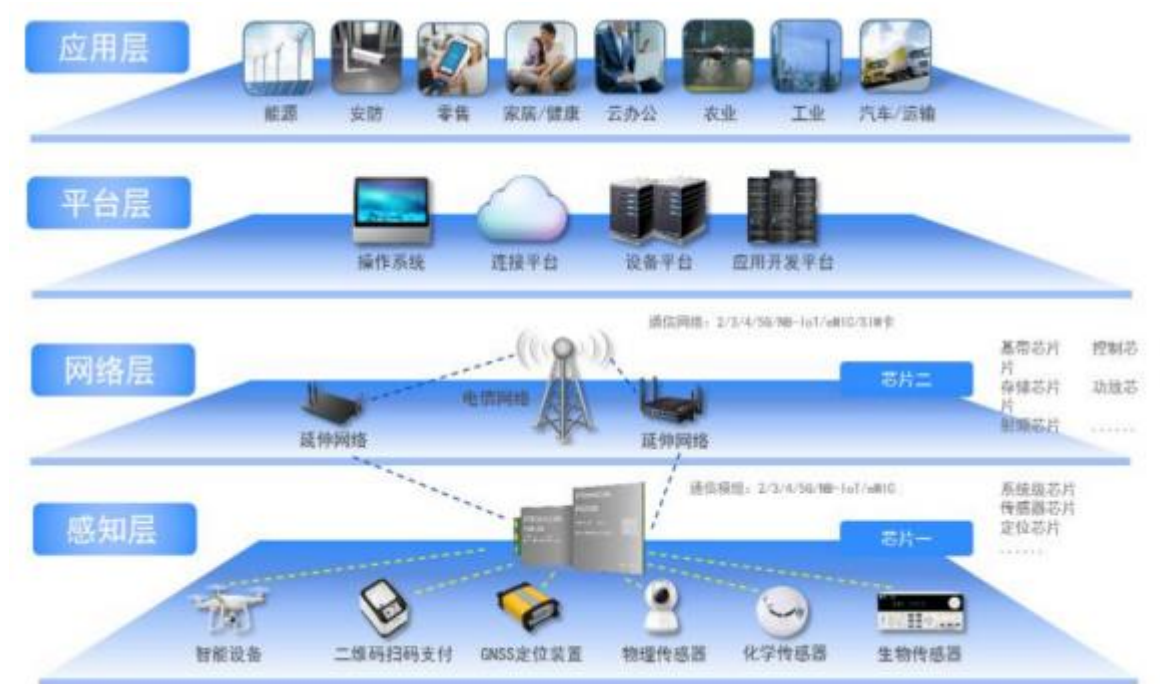 应用层
能源 安防 零售 家居/健康 云办公 农业 工业 汽车/运输
平台层
操作系统 连接平台 设备平台 应用开发平台
通信网络：2/3/4/5G/NB-IoT/eMIC/SIM卡
网络层
电信网络
延伸网络 延伸网络
芯片二
基带芯片 控制芯
片
存储芯片 功放芯
片
射频芯片 ......
感知层
通信模组：2/3/4/5G/NB-IoT/eMIC
芯片一
系统级芯片
传感器芯片
定位芯片
......
智能设备 二维码扫码支付 GNSS定位装置 物理传感器 化学传感器 生物传感器